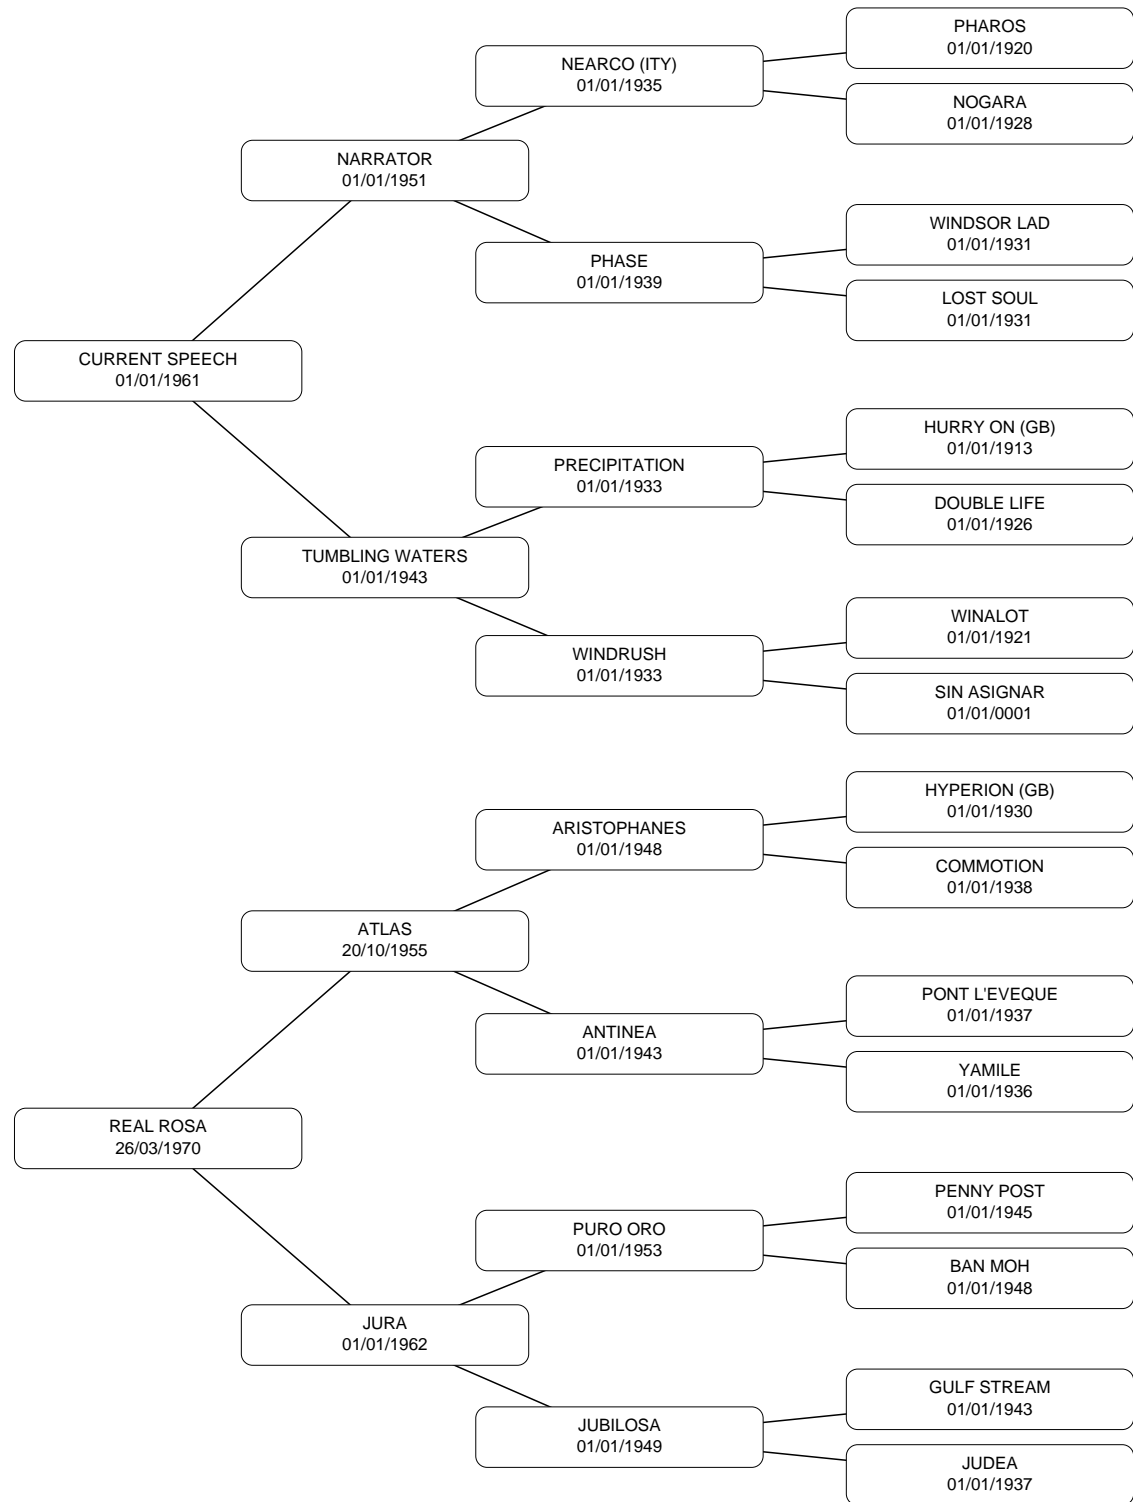 PHAROS
01/01/1920
NEARCO (ITY)
01/01/1935
NOGARA
01/01/1928
NARRATOR
01/01/1951
WINDSOR LAD
01/01/1931
PHASE
01/01/1939
LOST SOUL
01/01/1931
CURRENT SPEECH
01/01/1961
HURRY ON (GB)
01/01/1913
PRECIPITATION
01/01/1933
DOUBLE LIFE
01/01/1926
TUMBLING WATERS
01/01/1943
WINALOT
01/01/1921
WINDRUSH
01/01/1933
SIN ASIGNAR
01/01/0001
HYPERION (GB)
01/01/1930
ARISTOPHANES
01/01/1948
COMMOTION
01/01/1938
ATLAS
20/10/1955
PONT L'EVEQUE
01/01/1937
ANTINEA
01/01/1943
YAMILE
01/01/1936
REAL ROSA
26/03/1970
PENNY POST
01/01/1945
PURO ORO
01/01/1953
BAN MOH
01/01/1948
JURA
01/01/1962
GULF STREAM
01/01/1943
JUBILOSA
01/01/1949
JUDEA
01/01/1937